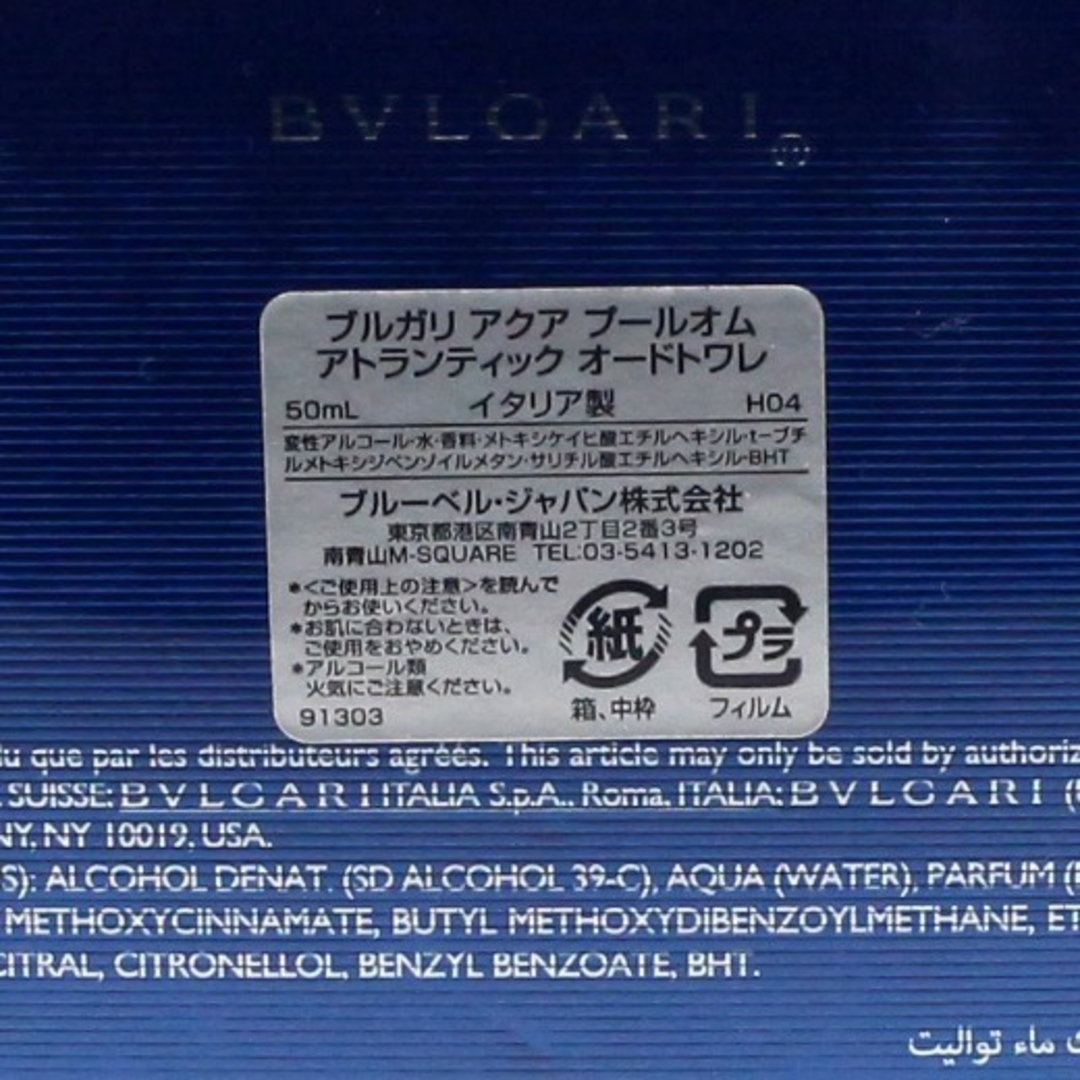 BVLGARI
ブルガリ アクア プールオム
アトランティック オードトワレ
50mL イタリア製 H04
変性アルコール・水・香料・メトキシケイヒ酸エチルヘキシル・t-ブチ
ルメトキシジベンゾイルメタン・サリチル酸エチルヘキシル・BHT
ブルーベル・ジャパン株式会社
東京都港区南青山2丁目2番3号
南青山M-SQUARE TEL:03-5413-1202
*<ご使用上の注意>を読んで
からお使いください。
*お肌に合わないときは、
ご使用をおやめください。
*アルコール類
火気にご注意ください。
91303
紙
箱、中枠
プラ
フィルム
du que par les distributeurs agréés. This article may only be sold by authoriz
SUISSE: BVLGARI ITALIA S.p.A., Roma, ITALIA: BVLGARI (
NY, NY 10019, USA.
S): ALCOHOL DENAT. (SD ALCOHOL 39-C), AQUA (WATER), PARFUM (
METHOXYCINNAMATE, BUTYL METHOXYDIBENZOYLMETHANE, ET
CITRAL, CITRONELLOL, BENZYL BENZOATE, BHT.
ماء تواليت